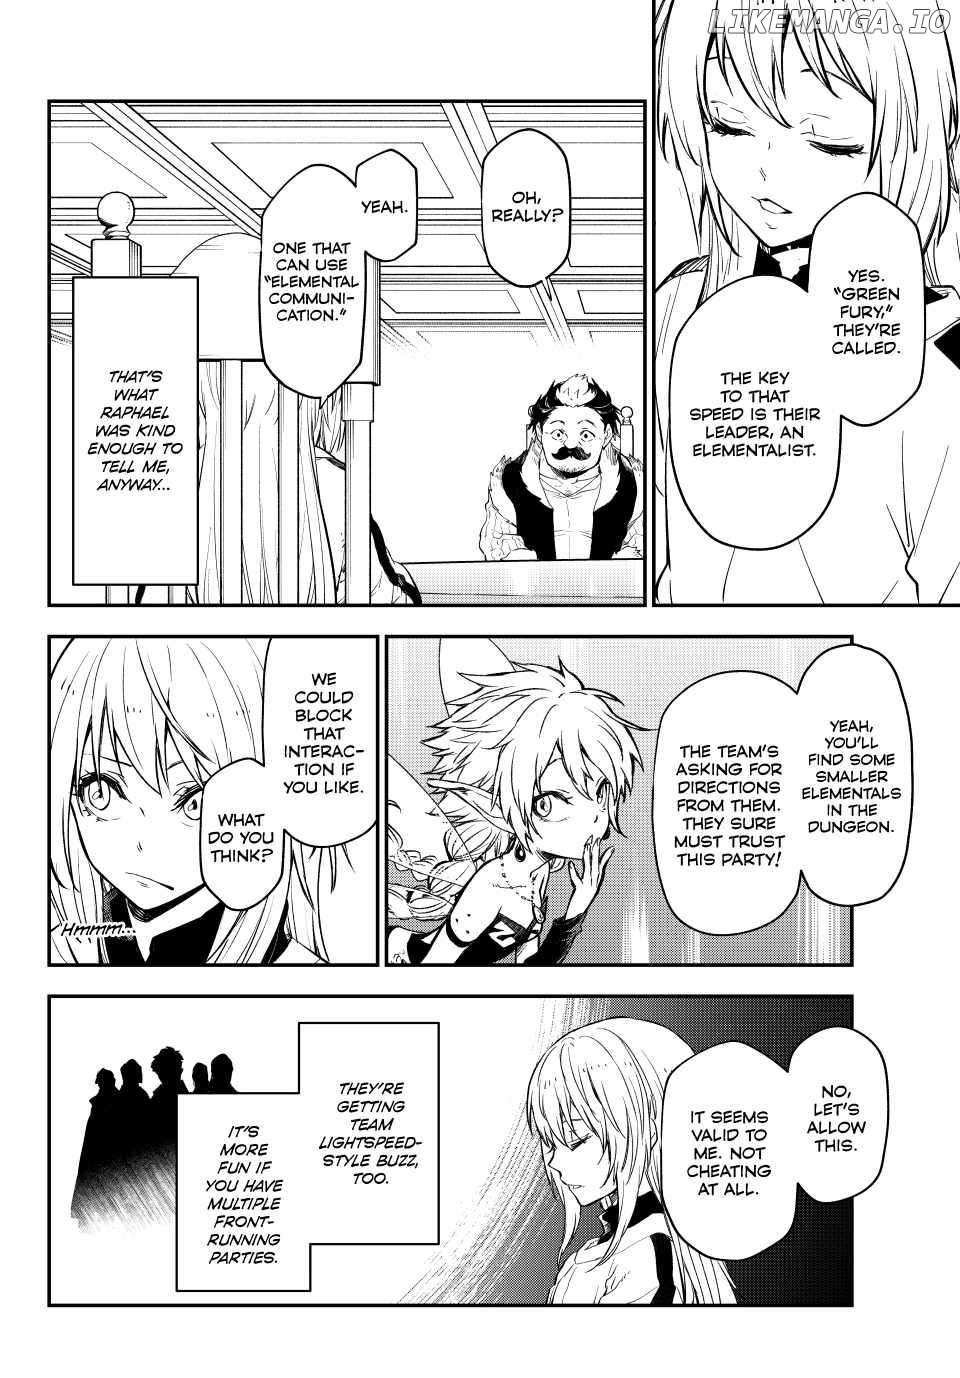 LIKEMANGA.IO
YES.
"GREEN
FURY,"
THEY'RE
CALLED.
THE KEY
TO THAT
SPEED IS THEIR
LEADER, AN
ELEMENTALIST.
OH,
REALLY?
YEAH.
ONE THAT
CAN USE
"ELEMENTAL
COMMUNI-
CATION."
THAT'S
WHAT
RAPHAEL
WAS KIND
ENOUGH TO
TELL ME,
ANYWAY...
YEAH,
YOU'LL
FIND SOME
SMALLER
ELEMENTALS
IN THE
DUNGEON.
THE TEAM'S
ASKING FOR
DIRECTIONS
FROM THEM.
THEY SURE
MUST TRUST
THIS PARTY!
WE
COULD
BLOCK
THAT
INTERAC-
TION IF
YOU LIKE.
WHAT
DO YOU
THINK?
Hmmm...
NO,
LET'S
ALLOW
THIS.
IT SEEMS
VALID TO
ME. NOT
CHEATING
AT ALL.
THEY'RE
GETTING
TEAM
LIGHTSPEED-
STYLE BUZZ,
TOO.
IT'S
MORE
FUN IF
YOU HAVE
MULTIPLE
FRONT-
RUNNING
PARTIES.